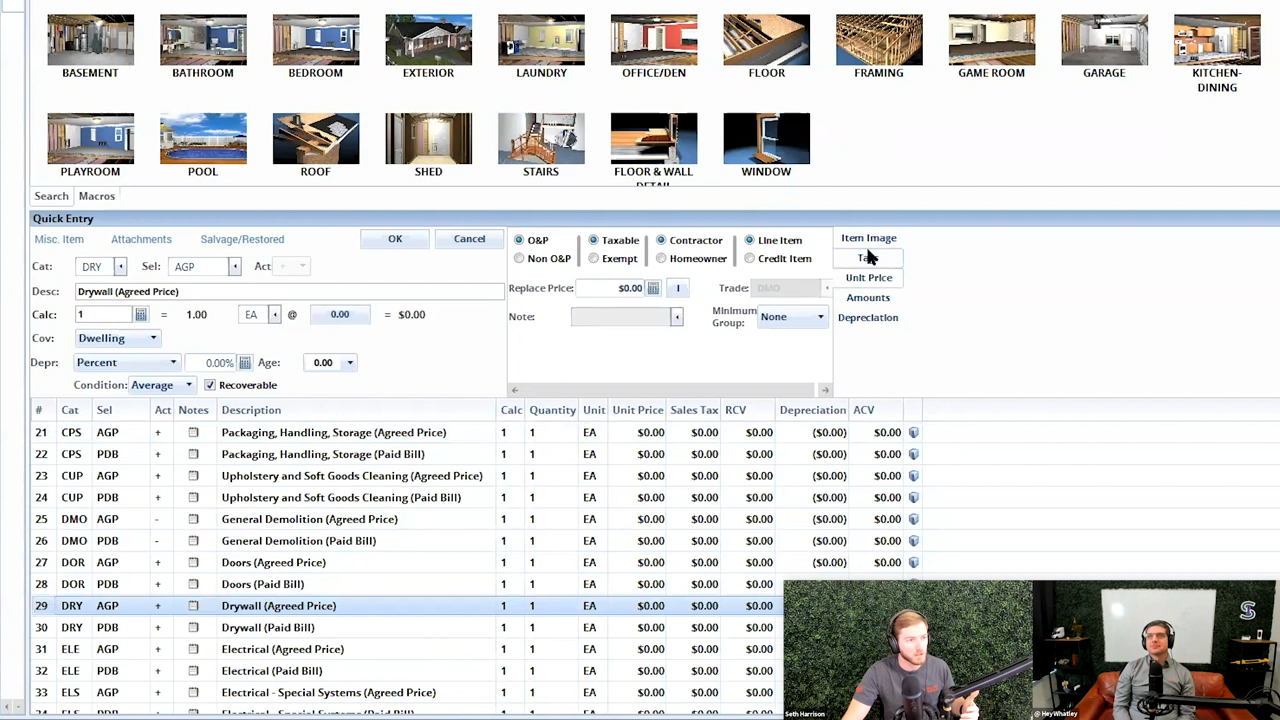 BASEMENT BATHROOM BEDROOM EXTERIOR LAUNDRY OFFICE/DEN FLOOR FRAMING GAME ROOM GARAGE KITCHEN-
DINING
PLAYROOM POOL ROOF SHED STAIRS FLOOR & WALL WINDOW
DETAIL
Search Macros
Quick Entry
Misc. Item Attachments Salvage/Restored OK Cancel O&P Taxable Contractor Line Item Item Image
Non O&P Exempt Homeowner Credit Item
Cat: DRY Sel: AGP Act: +
Unit Price
Desc: Drywall (Agreed Price) Replace Price: $0.00 I Trade: DMO Amounts
Calc: 1 = 1.00 EA @ 0.00 = $0.00 Note: Minimum Group: None Depreciation
Cov: Dwelling
Depr: Percent 0.00% Age: 0.00
Condition: Average Recoverable
# Cat Sel Act Notes Description Calc Quantity Unit Unit Price Sales Tax RCV Depreciation ACV
21 CPS AGP + Packaging, Handling, Storage (Agreed Price) 1 1 EA $0.00 $0.00 $0.00 ($0.00) $0.00
22 CPS PDB + Packaging, Handling, Storage (Paid Bill) 1 1 EA $0.00 $0.00 $0.00 ($0.00) $0.00
23 CUP AGP + Upholstery and Soft Goods Cleaning (Agreed Price) 1 1 EA $0.00 $0.00 $0.00 ($0.00) $0.00
24 CUP PDB + Upholstery and Soft Goods Cleaning (Paid Bill) 1 1 EA $0.00 $0.00 $0.00 ($0.00) $0.00
25 DMO AGP - General Demolition (Agreed Price) 1 1 EA $0.00 $0.00 $0.00 ($0.00) $0.00
26 DMO PDB - General Demolition (Paid Bill) 1 1 EA $0.00 $0.00 $0.00 ($0.00) $0.00
27 DOR AGP + Doors (Agreed Price) 1 1 EA $0.00 $0.00 $0.00 ($0.00) $0.00
28 DOR PDB + Doors (Paid Bill) 1 1 EA $0.00 $0.00 $0.00
29 DRY AGP + Drywall (Agreed Price) 1 1 EA $0.00 $0.00 $0.00
30 DRY PDB + Drywall (Paid Bill) 1 1 EA $0.00 $0.00 $0.00
31 ELE AGP + Electrical (Agreed Price) 1 1 EA $0.00 $0.00 $0.00
32 ELE PDB + Electrical (Paid Bill) 1 1 EA $0.00 $0.00 $0.00
33 ELS AGP + Electrical - Special Systems (Agreed Price) 1 1 EA $0.00 $0.00 $0.00
Seth Harrison @HeyWhatley